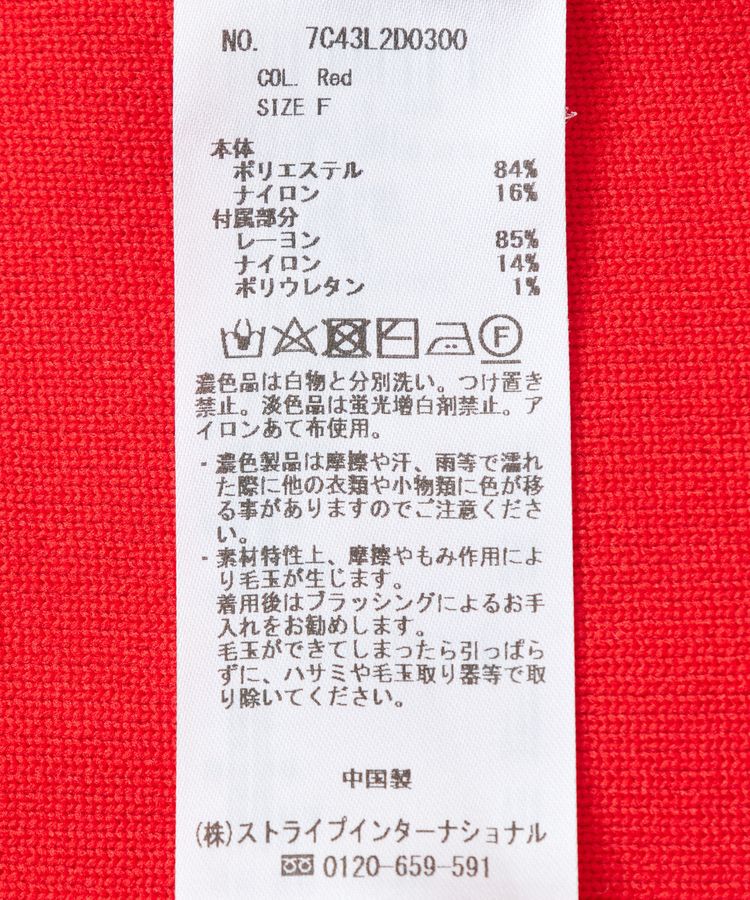 NO. 7C43L2D0300
COL. Red
SIZE F
本体
ポリエステル 84%
ナイロン 16%
付属部分
レーヨン 85%
ナイロン 14%
ポリウレタン 1%
F
濃色品は白物と分別洗い。つけ置き
禁止。淡色品は蛍光増白剤禁止。ア
イロンあて布使用。
・濃色製品は摩擦や汗、雨等で濡れ
た際に他の衣類や小物類に色が移
る事がありますのでご注意くださ
い。
・素材特性上、摩擦やもみ作用によ
り毛玉が生じます。
着用後はブラッシングによるお手
入れをお勧めします。
毛玉ができてしまったら引っぱら
ずに、ハサミや毛玉取り器等で取
り除いてください。
中国製
(株)ストライプインターナショナル
0120-659-591